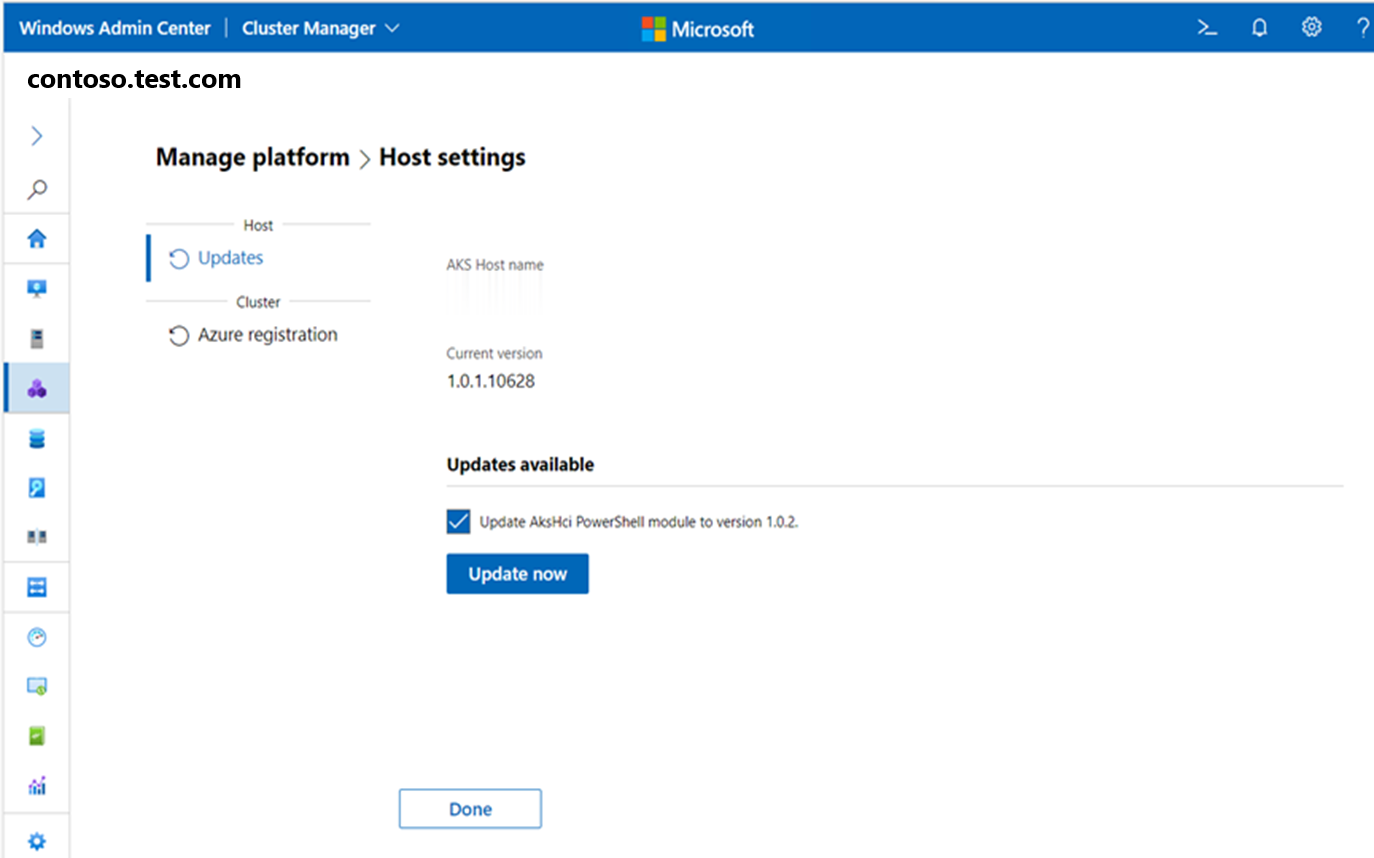 Windows Admin Center | Cluster Manager
Microsoft
>_
?
contoso.test.com
Manage platform > Host settings
Host
Updates
Cluster
Azure registration
AKS Host name
Current version
1.0.1.10628
Updates available
Update AksHci PowerShell module to version 1.0.2.
Update now
Done